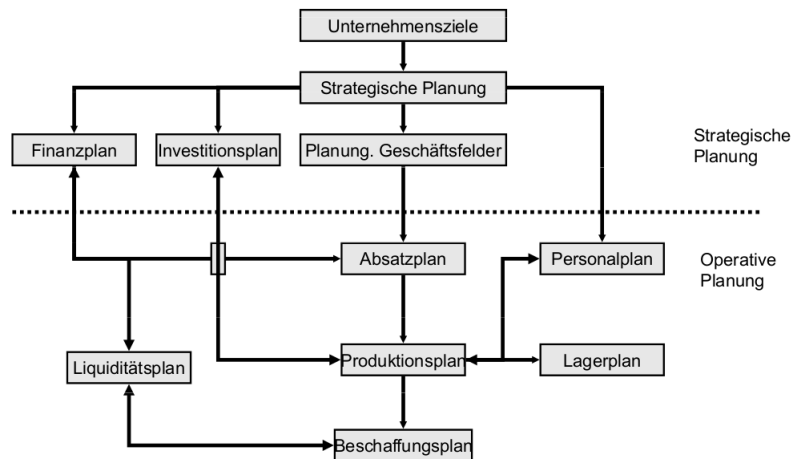 Unternehmensziele
Strategische Planung
Finanzplan
Investitionsplan
Planung. Geschäftsfelder
Strategische
Planung
Absatzplan
Personalplan
Operative
Planung
Liquiditätsplan
Produktionsplan
Lagerplan
Beschaffungsplan